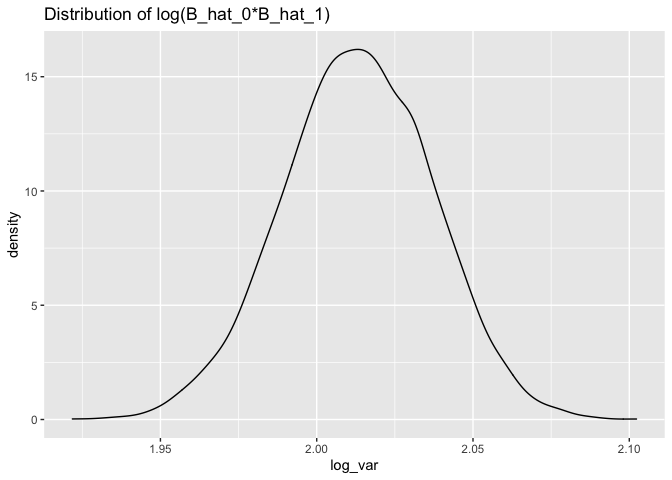 Distribution of log(B_hat_0*B_hat_1)
15
10
5
0
density
1.95 2.00 2.05 2.10
log_var